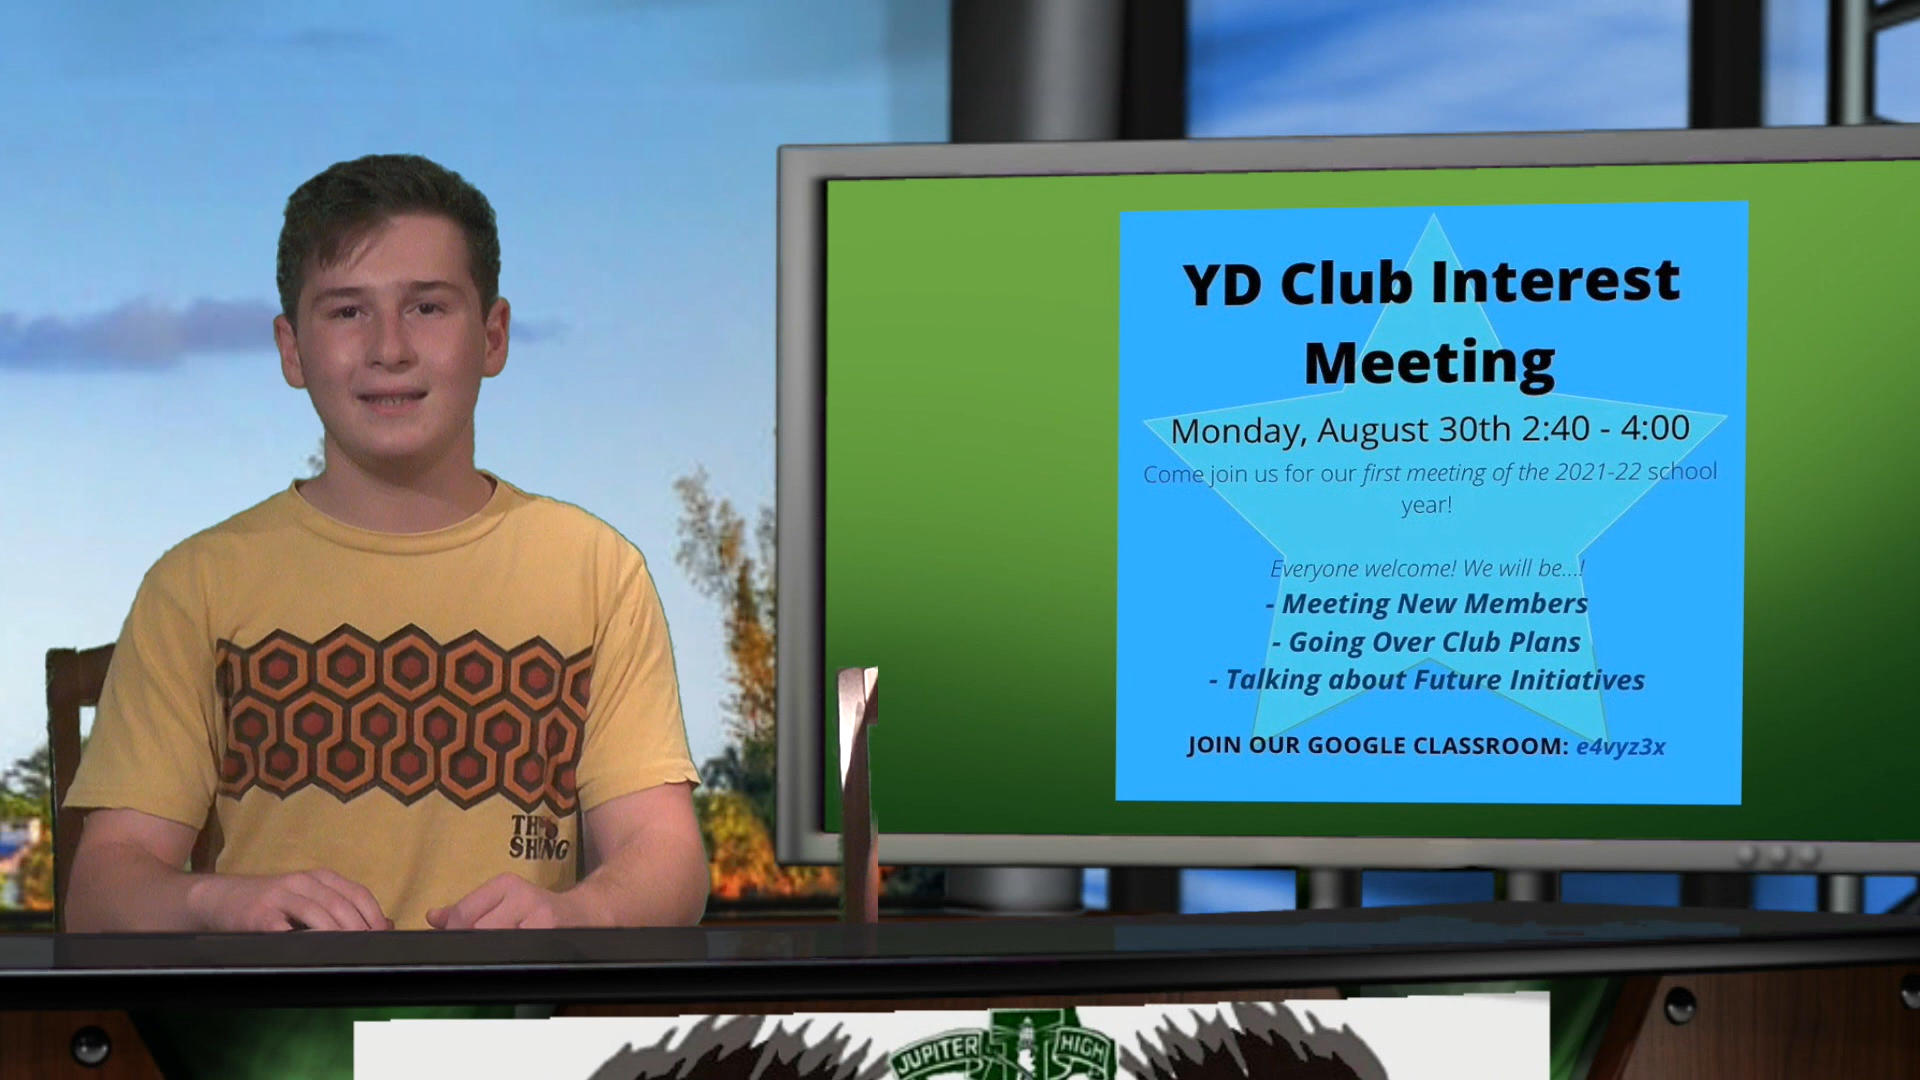 YD Club Interest
Meeting
Monday, August 30th 2:40 - 4:00
Come join us for our first meeting of the 2021-22 school
year!
Everyone welcome! We will be...!
- Meeting New Members
- Going Over Club Plans
- Talking about Future Initiatives
JOIN OUR GOOGLE CLASSROOM: e4vyz3x
JUPITER HIGH